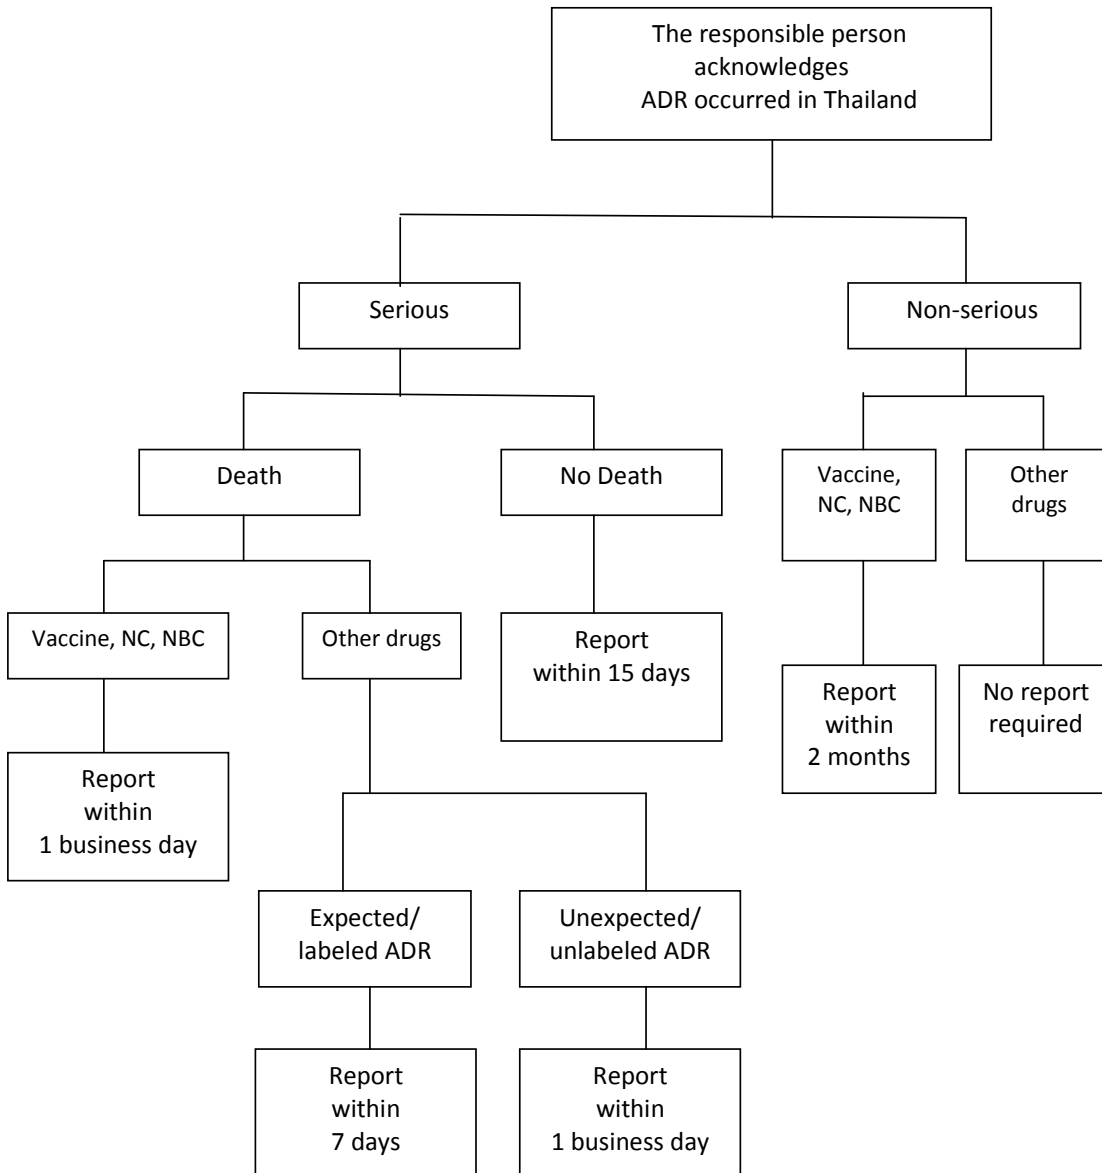 The responsible person
acknowledges
ADR occurred in Thailand
Serious
Non-serious
Death
No Death
Vaccine,
NC, NBC
Other
drugs
Vaccine, NC, NBC
Other drugs
Report
within 15 days
Report
within
2 months
No report
required
Report
within
1 business day
Expected/
labeled ADR
Unexpected/
unlabeled ADR
Report
within
7 days
Report
within
1 business day